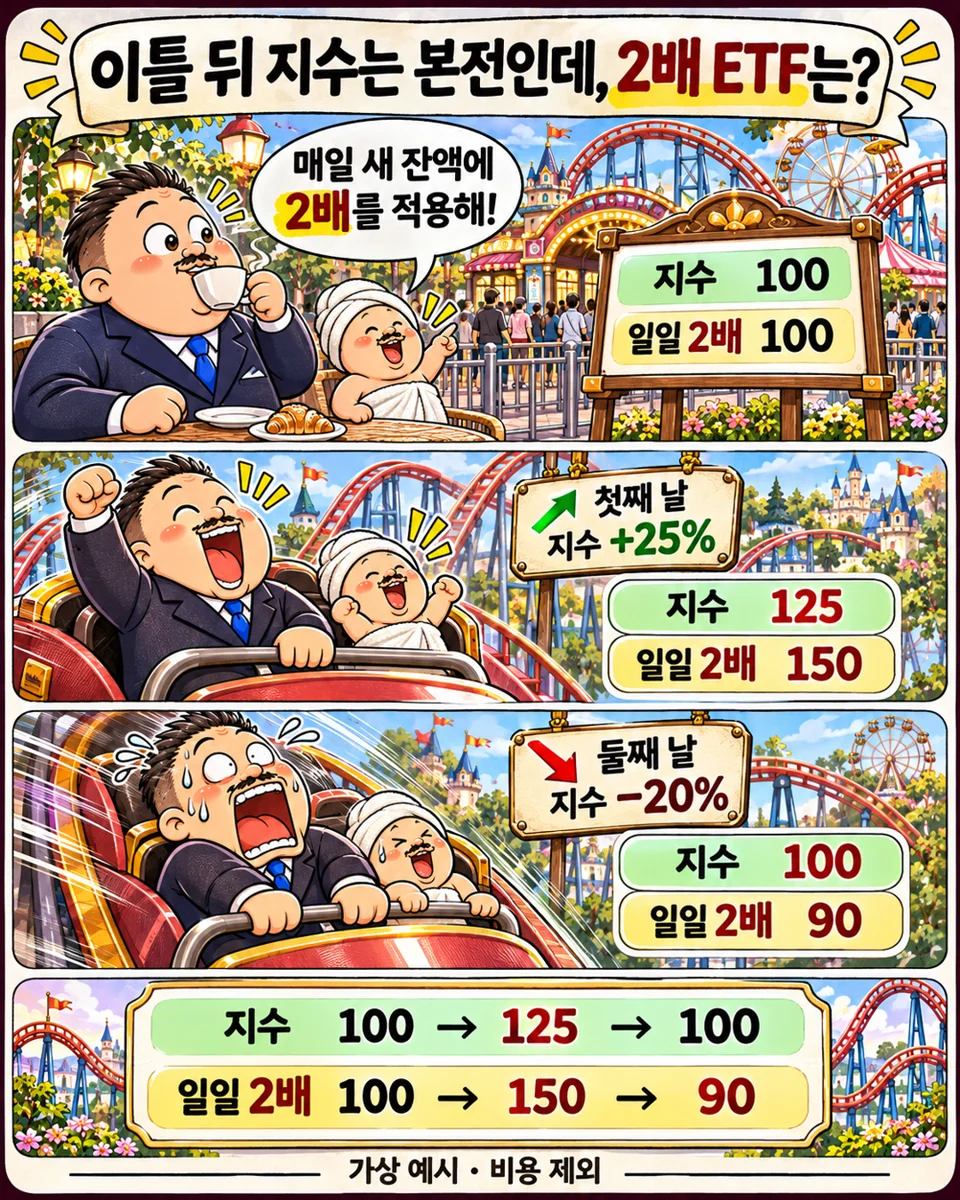 이틀 뒤 지수는 본전인데, 2배 ETF는?
매일 새 잔액에
2배를 적용해!
지수 100
일일 2배 100
첫째 날
지수 +25%
지수 125
일일 2배 150
둘째 날
지수 -20%
지수 100
일일 2배 90
지수 100 → 125 → 100
일일 2배 100 → 150 → 90
가상 예시 · 비용 제외